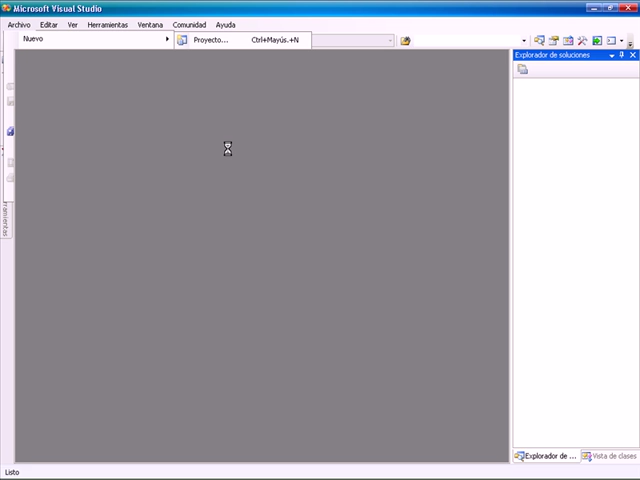 Microsoft Visual Studio
Archivo Editar Ver Herramientas Ventana Comunidad Ayuda
Nuevo
Proyecto... Ctrl+Mayús.+N
Explorador de soluciones
Explorador de ... Vista de clases
Listo